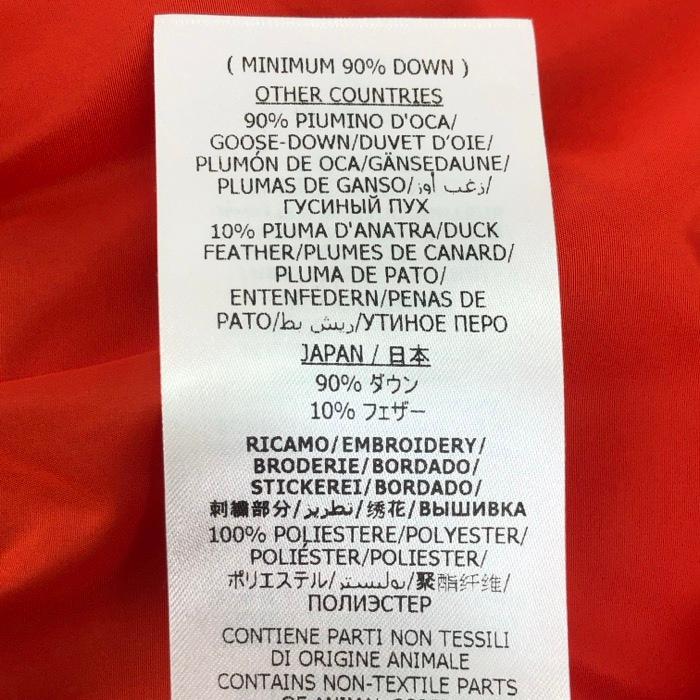 ( MINIMUM 90% DOWN )
OTHER COUNTRIES
90% PIUMINO D'OCA/
GOOSE-DOWN/DUVET D'OIE/
PLUMÓN DE OCA/GÄNSEDAUNE/
PLUMAS DE GANSO/زغب أوز/
ГУСИНЫЙ ПУХ
10% PIUMA D'ANATRA/DUCK
FEATHER/PLUMES DE CANARD/
PLUMA DE PATO/
ENTENFEDERN/PENAS DE
PATO/ريش بط/УТИНОЕ ПЕРО
JAPAN / 日本
90% ダウン
10% フェザー
RICAMO/EMBROIDERY/
BRODERIE/BORDADO/
STICKEREI/BORDADO/
刺繍部分/تطريز/绣花/ВЫШИВКА
100% POLIESTERE/POLYESTER/
POLIÉSTER/POLIESTER/
ポリエステル/بوليستر/聚酯纤维/
ПОЛИЭСТЕР
CONTIENE PARTI NON TESSILI
DI ORIGINE ANIMALE
CONTAINS NON-TEXTILE PARTS
OF ANIMAL